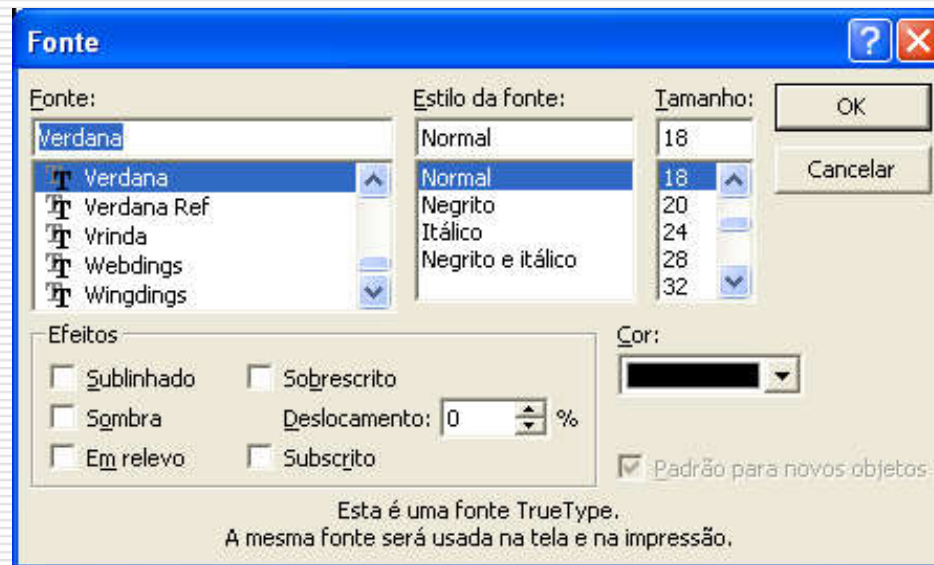 Fonte
Fonte: Estilo da fonte: Tamanho: OK
Verdana Normal 18
Cancelar
Verdana Normal 18
Verdana Ref Negrito 20
Vrinda Itálico 24
Webdings Negrito e itálico 28
Wingdings 32
Efeitos Cor:
Sublinhado Sobrescrito
Sombra Deslocamento: 0 %
Em relevo Subscrito Padrão para novos objetos
Esta é uma fonte TrueType.
A mesma fonte será usada na tela e na impressão.